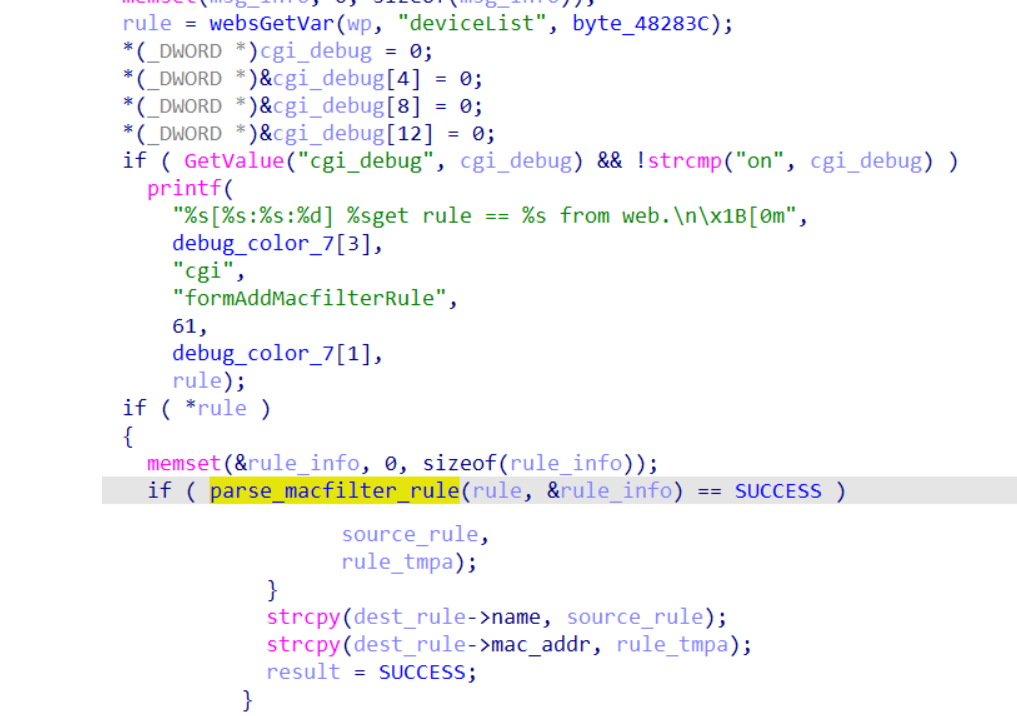 memset(msg_info, 0, sizeof(msg_info));
rule = websGetVar(wp, "deviceList", byte_48283C);
*(_DWORD *)cgi_debug = 0;
*(_DWORD *)&cgi_debug[4] = 0;
*(_DWORD *)&cgi_debug[8] = 0;
*(_DWORD *)&cgi_debug[12] = 0;
if ( GetValue("cgi_debug", cgi_debug) && !strcmp("on", cgi_debug) )
printf(
"%s[%s:%s:%d] %sget rule == %s from web.\n\x1B[0m",
debug_color_7[3],
"cgi",
"formAddMacfilterRule",
61,
debug_color_7[1],
rule);
if ( *rule )
{
memset(&rule_info, 0, sizeof(rule_info));
if ( parse_macfilter_rule(rule, &rule_info) == SUCCESS )
source_rule,
rule_tmpa);
}
strcpy(dest_rule->name, source_rule);
strcpy(dest_rule->mac_addr, rule_tmpa);
result = SUCCESS;
}